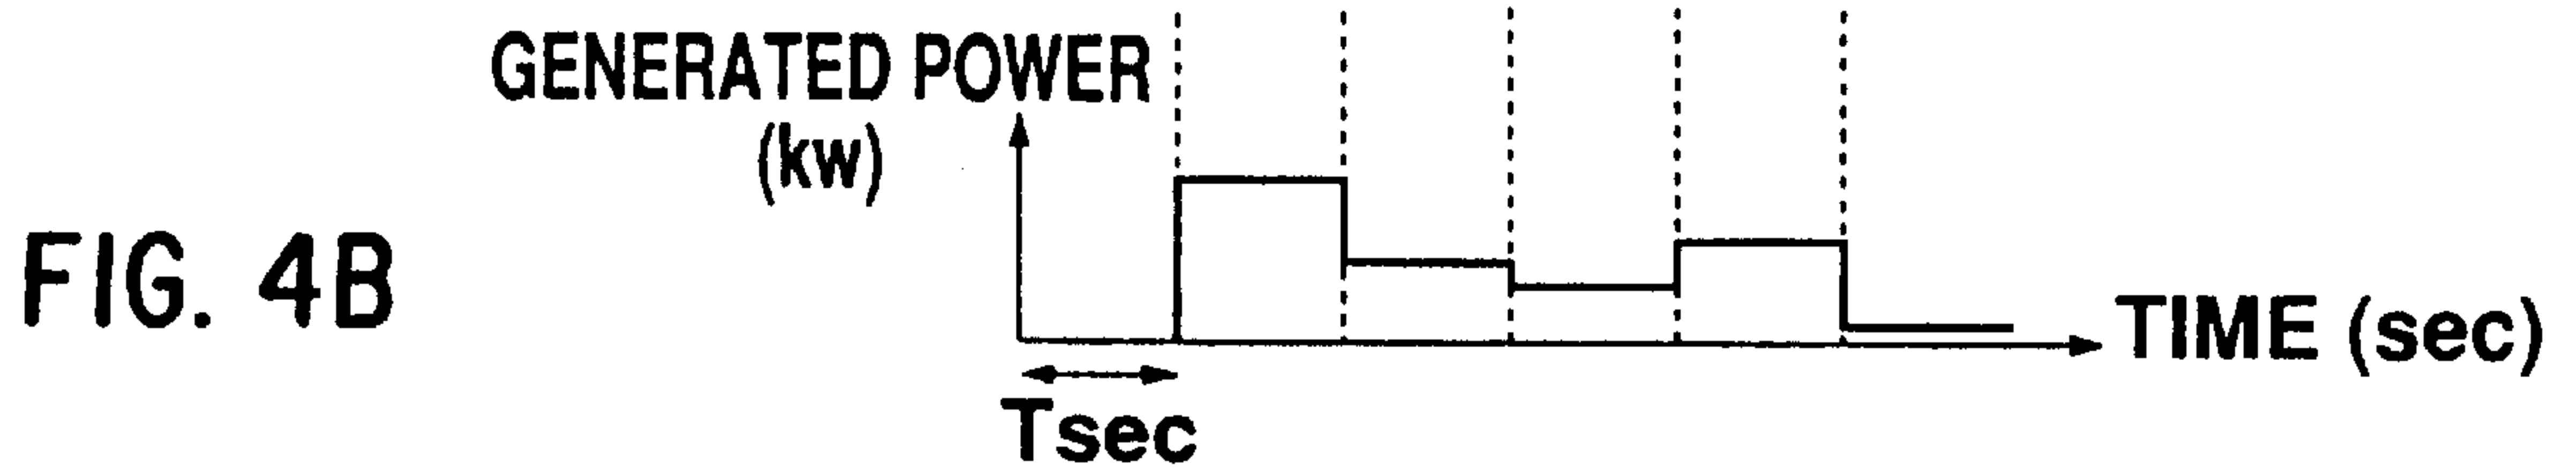 GENERATED POWER
(kw)
FIG. 4B
TIME (sec)
Tsec